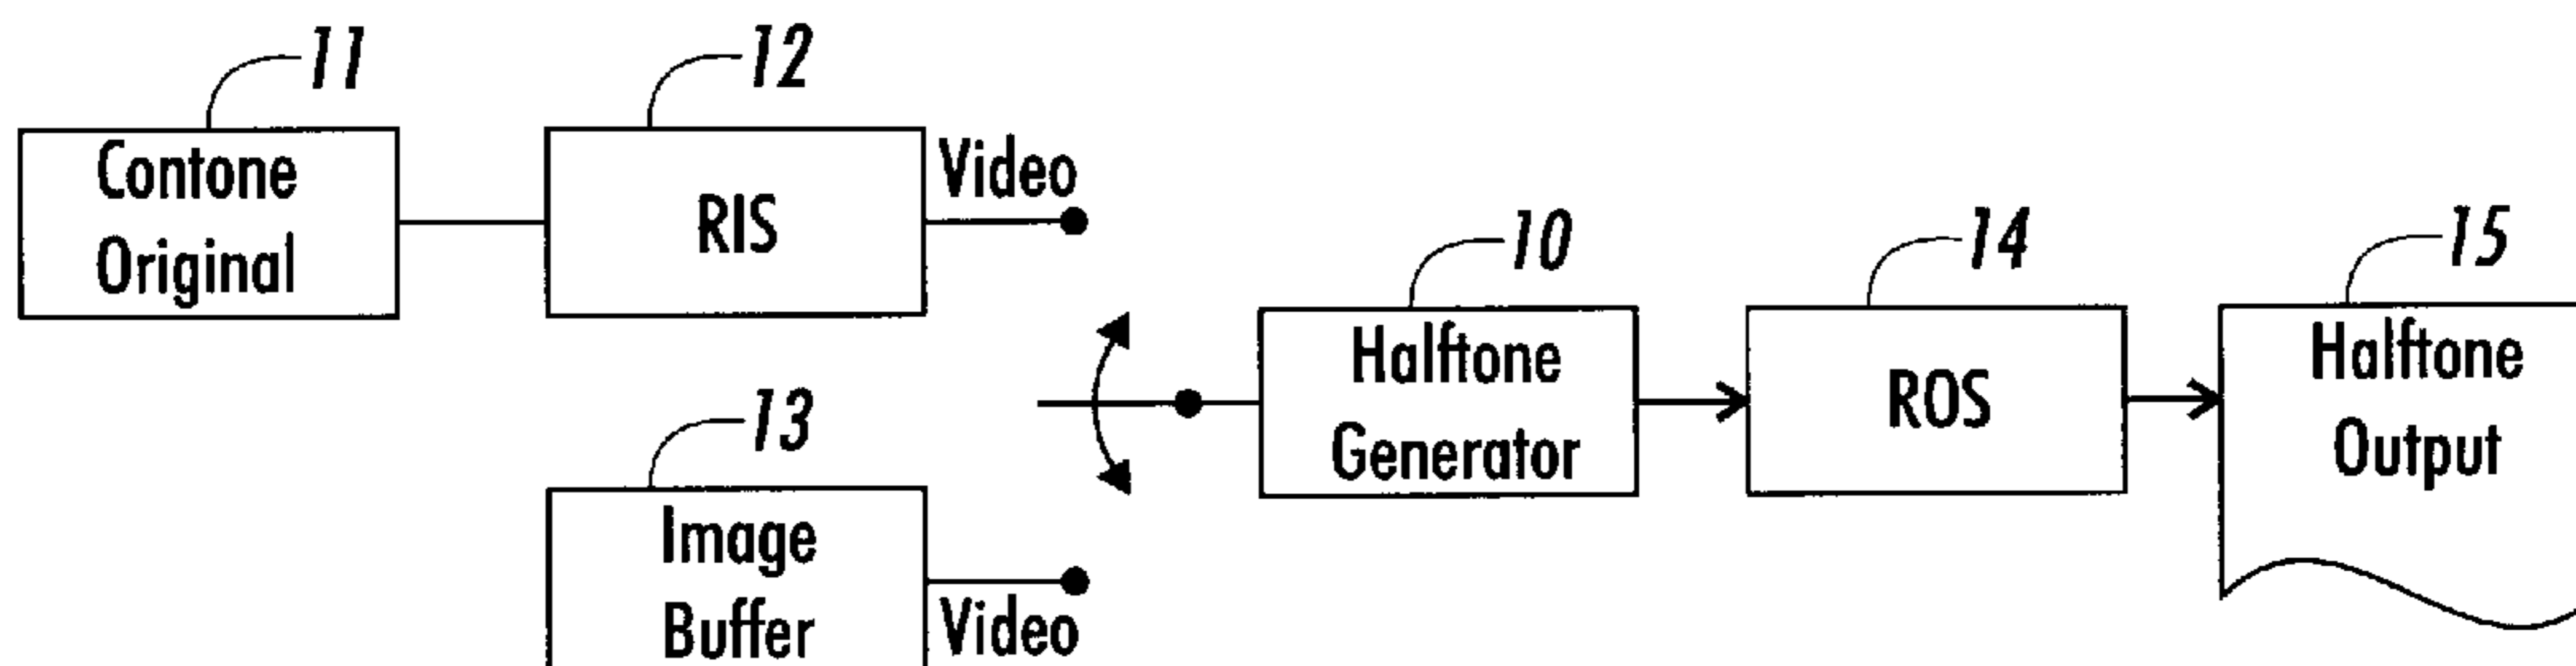 11
12
Contone
Original
RIS
Video
10
14
15
Halftone
Generator
ROS
Halftone
Output
13
Image
Buffer
Video